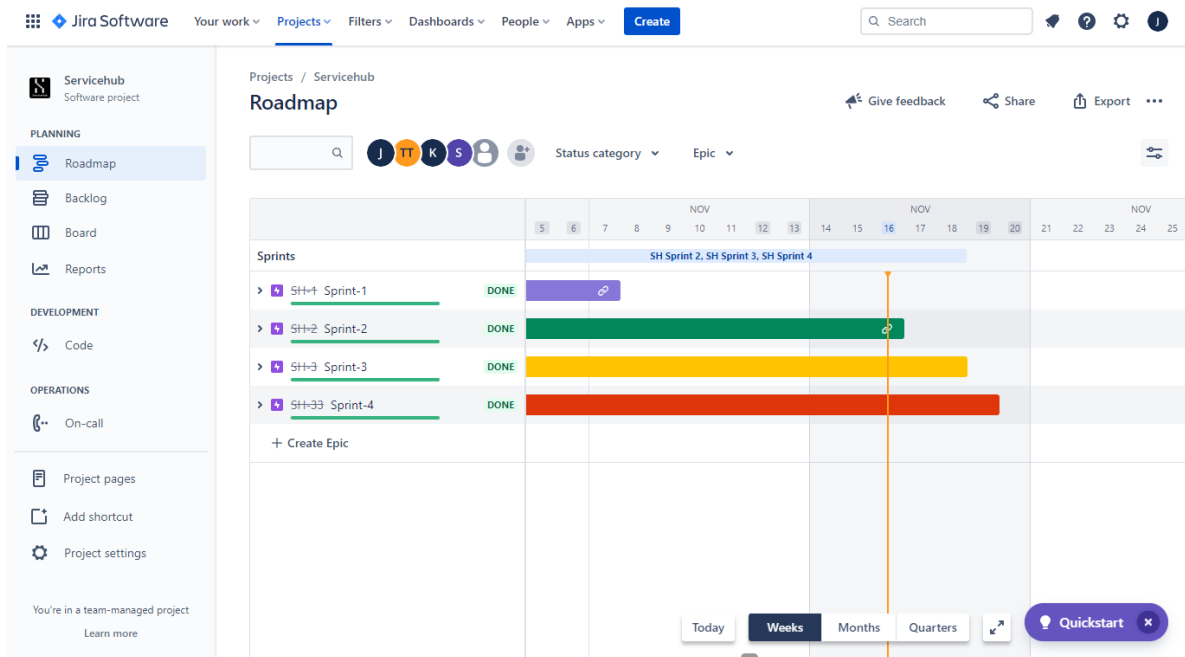 Jira Software Your work Projects Filters Dashboards People Apps Create Search J
Servicehub
Software project
PLANNING
Roadmap
Backlog
Board
Reports
DEVELOPMENT
Code
OPERATIONS
On-call
Project pages
Add shortcut
Project settings
You're in a team-managed project
Learn more
Projects / Servicehub
Roadmap
Give feedback Share Export
J TT K S Status category Epic
NOV NOV NOV
5 6 7 8 9 10 11 12 13 14 15 16 17 18 19 20 21 22 23 24 25
Sprints SH Sprint 2, SH Sprint 3, SH Sprint 4
SH-1 Sprint-1 DONE
SH-2 Sprint-2 DONE
SH-3 Sprint-3 DONE
SH-33 Sprint-4 DONE
+ Create Epic
Today Weeks Months Quarters
Quickstart